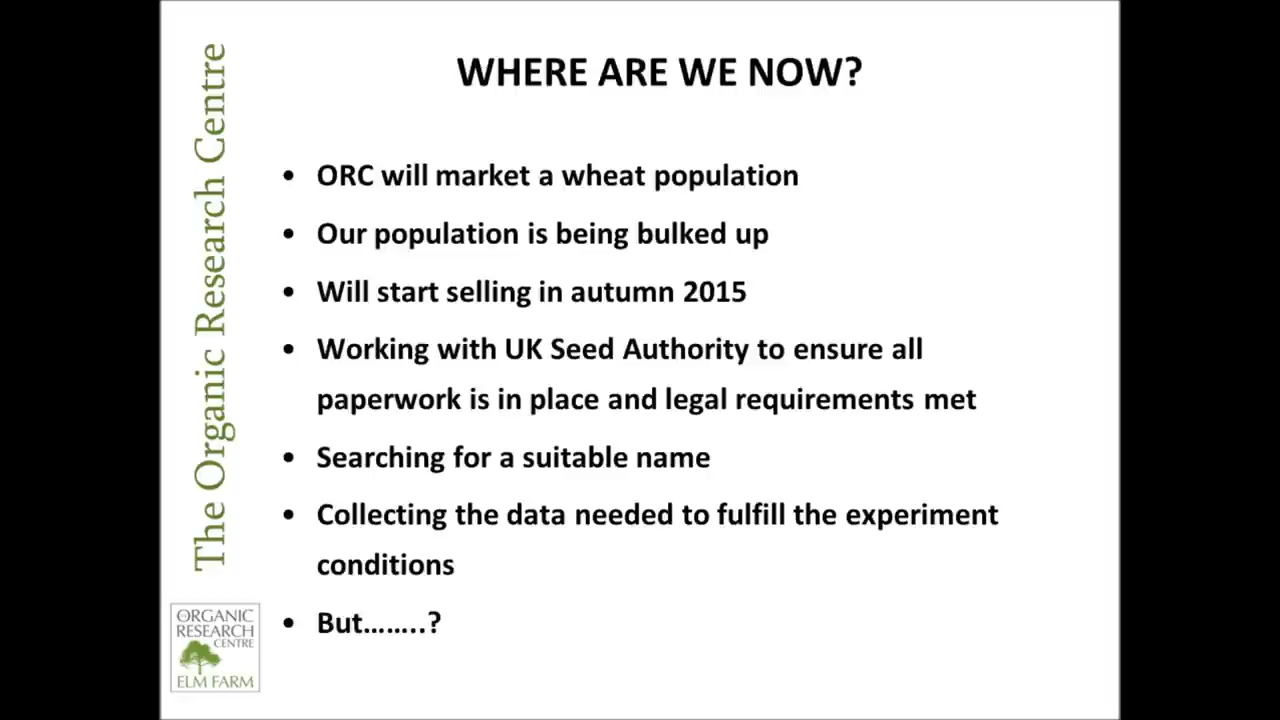 WHERE ARE WE NOW?
The Organic Research Centre
• ORC will market a wheat population
• Our population is being bulked up
• Will start selling in autumn 2015
• Working with UK Seed Authority to ensure all
paperwork is in place and legal requirements met
• Searching for a suitable name
• Collecting the data needed to fulfill the experiment
conditions
• But……..?
THE
ORGANIC
RESEARCH
CENTRE
ELM FARM